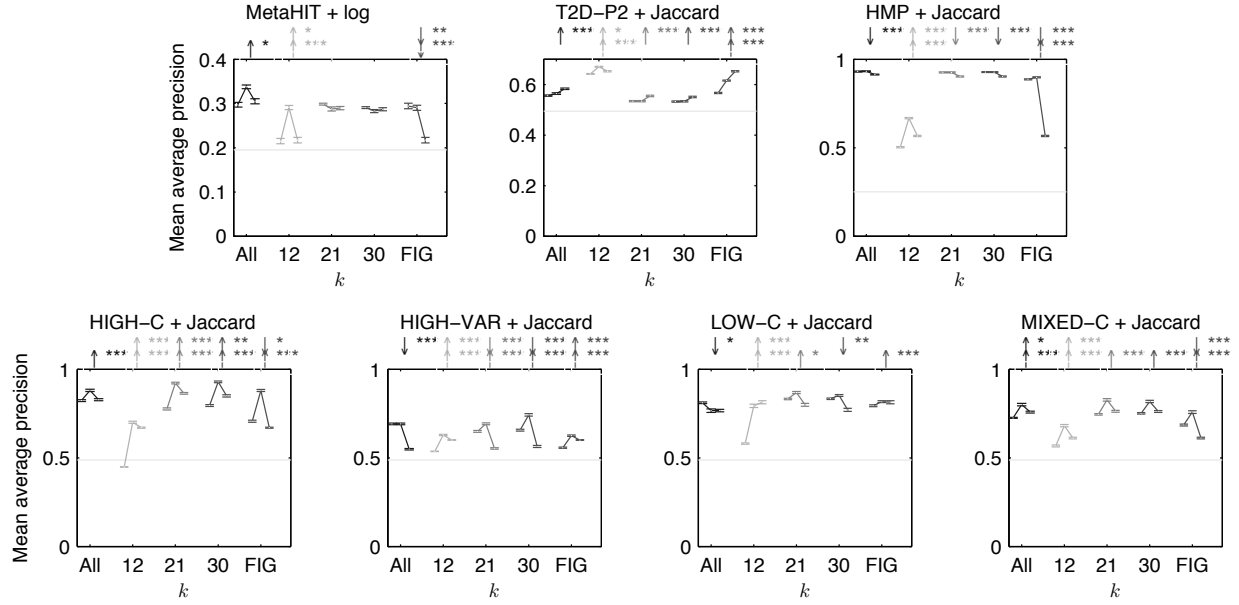 MetaHIT + log
T2D−P2 + Jaccard
HMP + Jaccard
Mean average precision
0.4
0.3
0.2
0.1
0
All 12 21 30 FIG
k
0.6
0.4
0.2
0
All 12 21 30 FIG
k
1
0.5
0
All 12 21 30 FIG
k
HIGH−C + Jaccard
HIGH−VAR + Jaccard
LOW−C + Jaccard
MIXED−C + Jaccard
Mean average precision
1
0.5
0
All 12 21 30 FIG
k
1
0.5
0
All 12 21 30 FIG
k
1
0.5
0
All 12 21 30 FIG
k
1
0.5
0
All 12 21 30 FIG
k